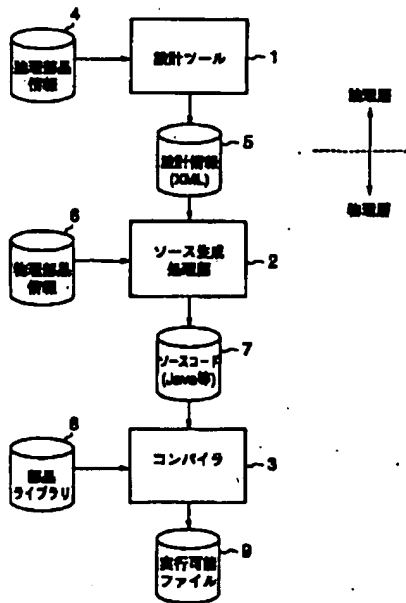 4
論理部品
情報
設計ツール
1
論理層
5
設計情報
(XML)
物理層
6
物理部品
情報
ソース生成
処理部
2
7
ソースコード
(Java等)
8
部品
ライブラリ
コンパイラ
3
9
実行可能
ファイル